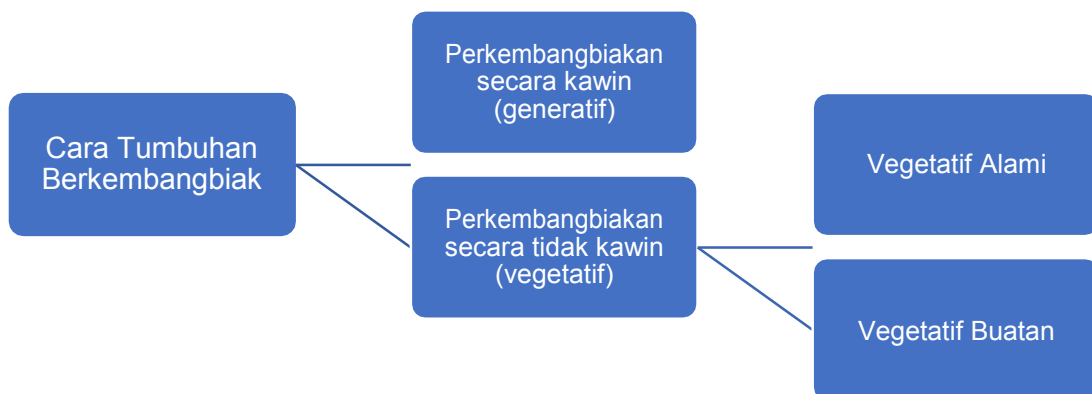 Cara Tumbuhan
Berkembangbiak
Perkembangbiakan
secara kawin
(generatif)
Perkembangbiakan
secara tidak kawin
(vegetatif)
Vegetatif Alami
Vegetatif Buatan